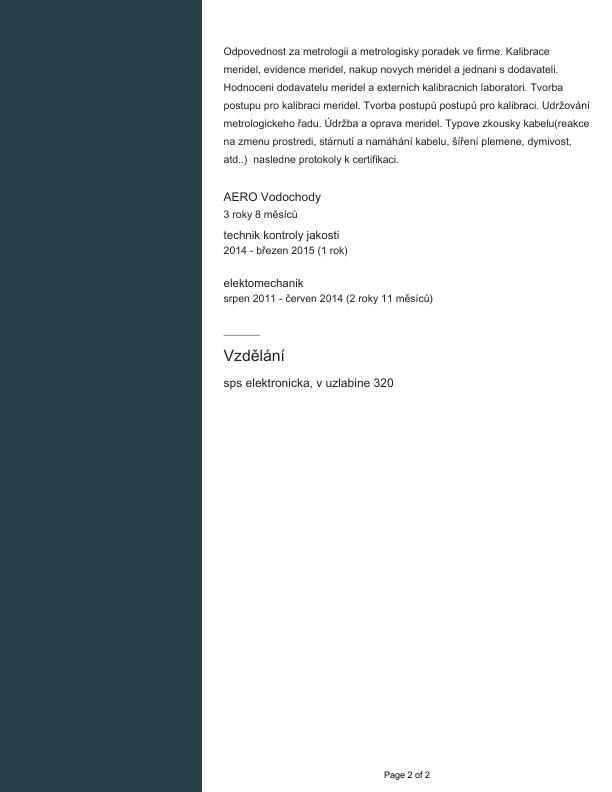 Odpovednost za metrologii a metrologisky poradek ve firme. Kalibrace
meridel, evidence meridel, nakup novych meridel a jednani s dodavateli.
Hodnoceni dodavatelu meridel a externich kalibracnich laboratori. Tvorba
postupu pro kalibraci meridel. Tvorba postupů postupů pro kalibraci. Udržování
metrologickeho řadu. Údržba a oprava meridel. Typove zkousky kabelu(reakce
na zmenu prostredi, stárnutí a namáhání kabelu, šíření plemene, dymivost,
atd..)  nasledne protokoly k certifikaci.
AERO Vodochody
3 roky 8 měsíců
technik kontroly jakosti
2014 - březen 2015 (1 rok)
elektomechanik
srpen 2011 - červen 2014 (2 roky 11 měsíců)
Vzdělání
sps elektronicka, v uzlabine 320
Page 2 of 2